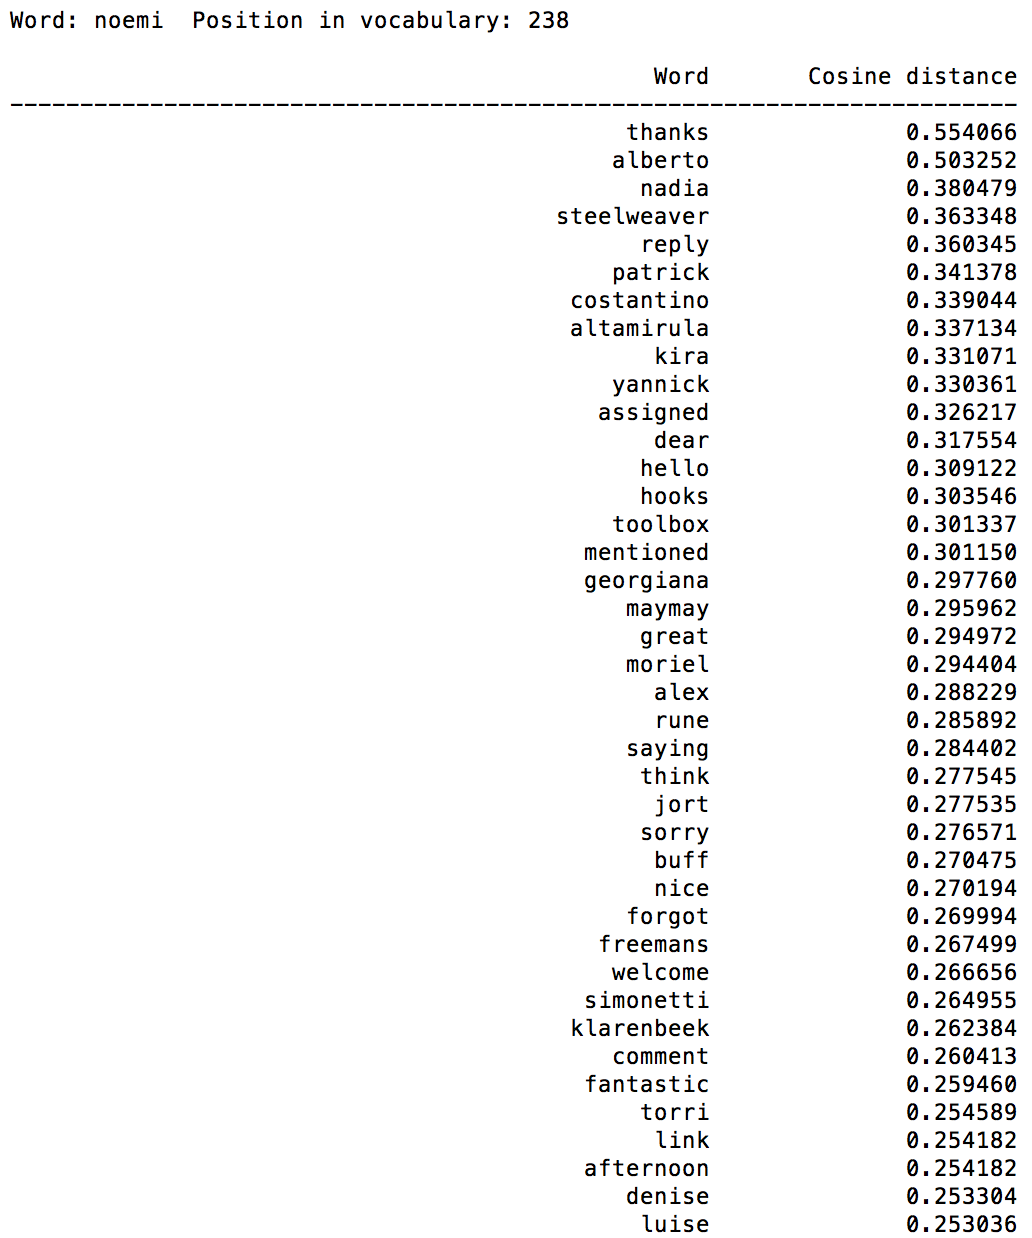 Word: noemi  Position in vocabulary: 238
Word Cosine distance
------------------------------------------------------------------------
thanks 0.554066
alberto 0.503252
nadia 0.380479
steelweaver 0.363348
reply 0.360345
patrick 0.341378
costantino 0.339044
altamirula 0.337134
kira 0.331071
yannick 0.330361
assigned 0.326217
dear 0.317554
hello 0.309122
hooks 0.303546
toolbox 0.301337
mentioned 0.301150
georgiana 0.297760
maymay 0.295962
great 0.294972
moriel 0.294404
alex 0.288229
rune 0.285892
saying 0.284402
think 0.277545
jort 0.277535
sorry 0.276571
buff 0.270475
nice 0.270194
forgot 0.269994
freemans 0.267499
welcome 0.266656
simonetti 0.264955
klarenbeek 0.262384
comment 0.260413
fantastic 0.259460
torri 0.254589
link 0.254182
afternoon 0.254182
denise 0.253304
luise 0.253036